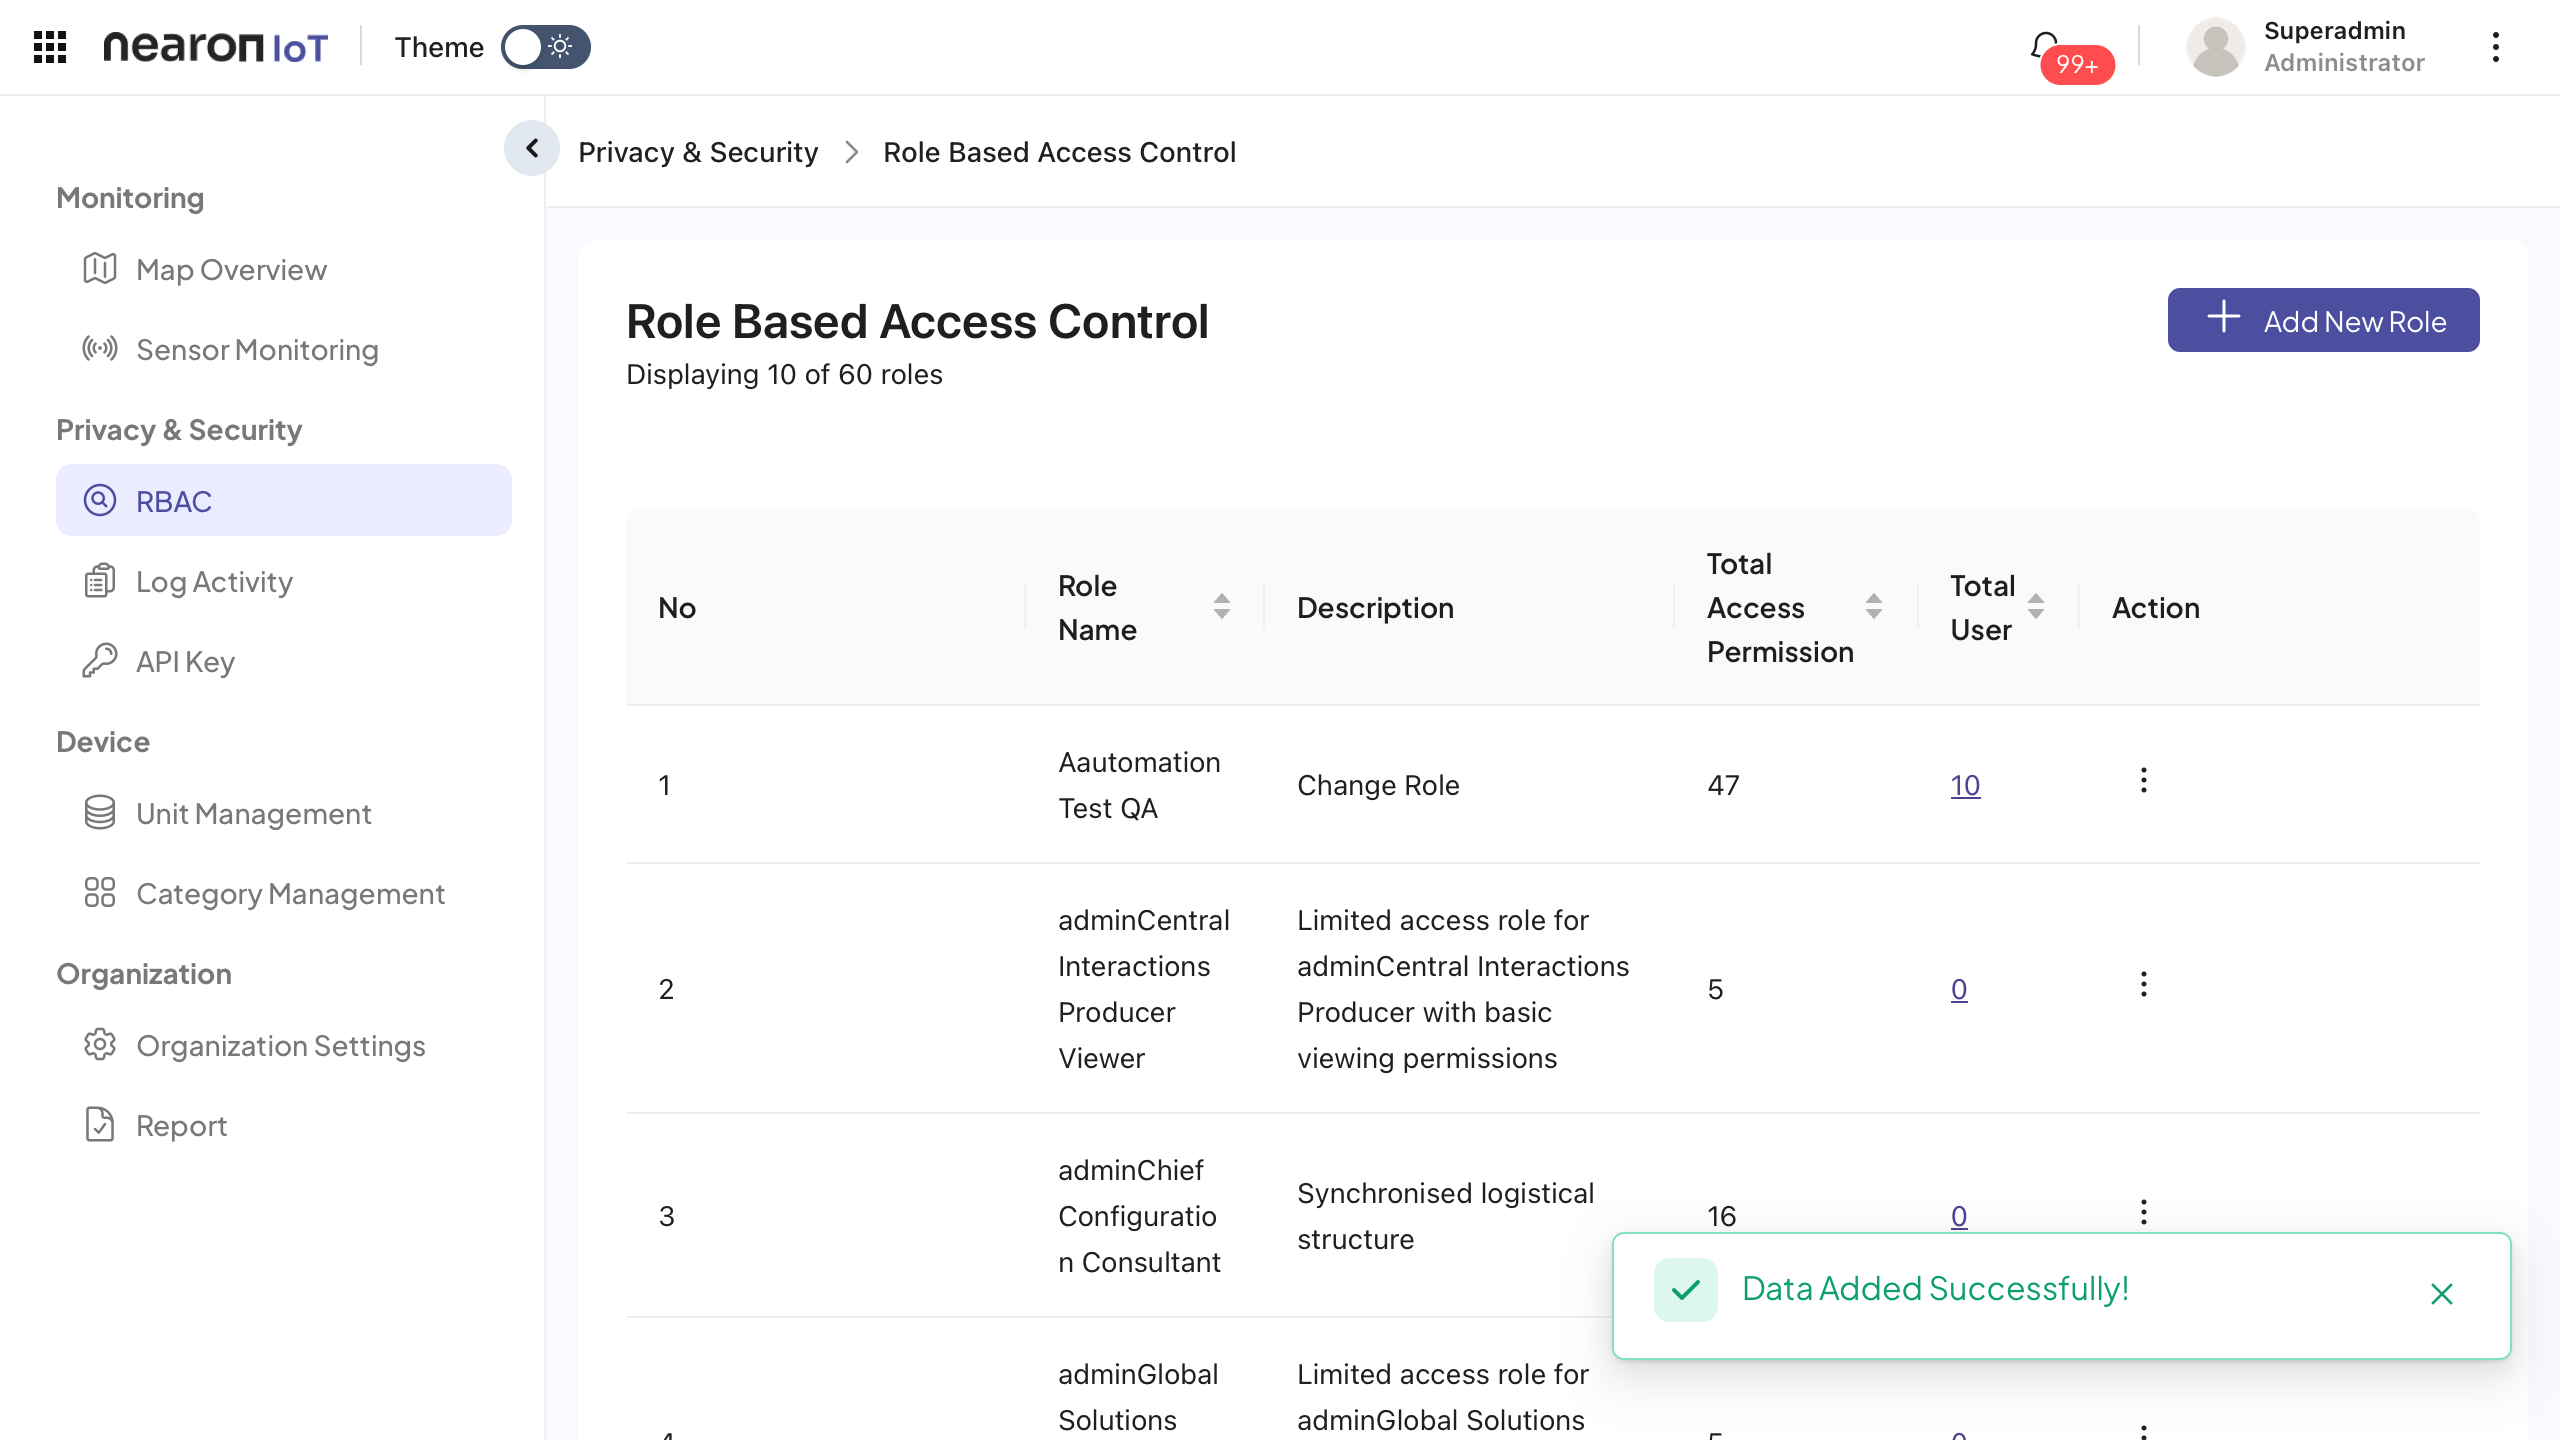 nearon IoT
Theme
99+
Superadmin
Administrator
Privacy & Security
Role Based Access Control
Monitoring
Map Overview
Sensor Monitoring
Privacy & Security
RBAC
Log Activity
API Key
Device
Unit Management
Category Management
Organization
Organization Settings
Report
Role Based Access Control
Displaying 10 of 60 roles
Add New Role
No
Role
Name
Description
Total
Access
Permission
Total
User
Action
1
Aautomation
Test QA
Change Role
47
10
2
adminCentral
Interactions
Producer
Viewer
Limited access role for
adminCentral Interactions
Producer with basic
viewing permissions
5
0
3
adminChief
Configuratio
n Consultant
Synchronised logistical
structure
16
0
Data Added Successfully!
4
adminGlobal
Solutions
Limited access role for
adminGlobal Solutions
5
0